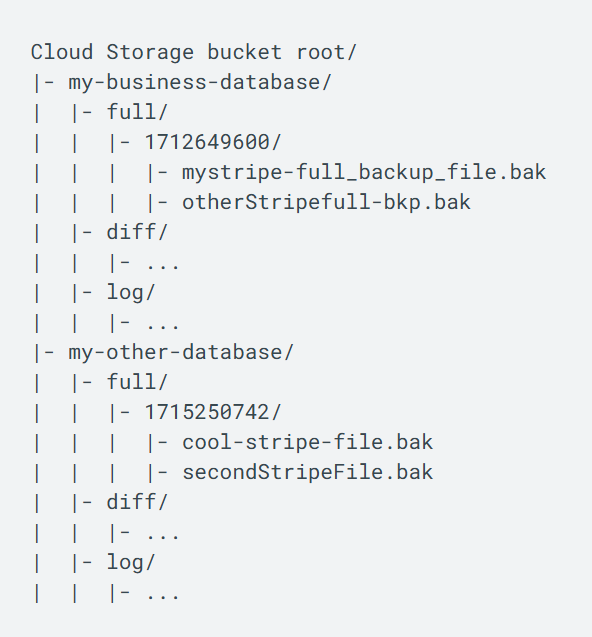 Cloud Storage bucket root/
|- my-business-database/
|  |- full/
|  |  |- 1712649600/
|  |  |  |- mystripe-full_backup_file.bak
|  |  |  |- otherStripefull-bkp.bak
|  |- diff/
|  |  |- ...
|  |- log/
|  |  |- ...
|- my-other-database/
|  |- full/
|  |  |- 1715250742/
|  |  |  |- cool-stripe-file.bak
|  |  |  |- secondStripeFile.bak
|  |- diff/
|  |  |- ...
|  |- log/
|  |  |- ...